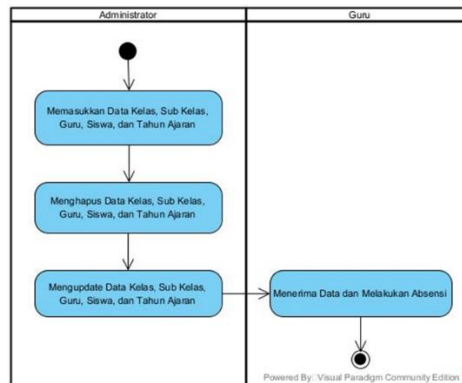 Administrator
Guru
Memasukkan Data Kelas, Sub Kelas,
Guru, Siswa, dan Tahun Ajaran
Menghapus Data Kelas, Sub Kelas,
Guru, Siswa, dan Tahun Ajaran
Mengupdate Data Kelas, Sub Kelas,
Guru, Siswa, dan Tahun Ajaran
Menerima Data dan Melakukan Absensi
Powered By: Visual Paradigm Community Edition